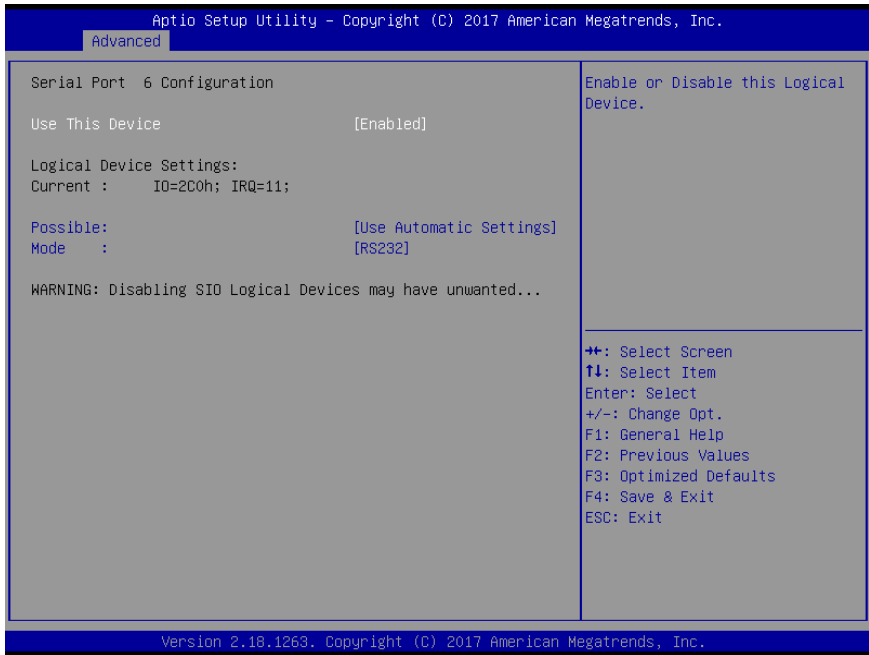 Aptio Setup Utility – Copyright (C) 2017 American Megatrends, Inc.
Advanced
Serial Port 6 Configuration
Use This Device [Enabled]
Logical Device Settings:
Current : IO=2C0h; IRQ=11;
Possible: [Use Automatic Settings]
Mode : [RS232]
WARNING: Disabling SIO Logical Devices may have unwanted...
Enable or Disable this Logical
Device.
→←: Select Screen
↑↓: Select Item
Enter: Select
+/-: Change Opt.
F1: General Help
F2: Previous Values
F3: Optimized Defaults
F4: Save & Exit
ESC: Exit
Version 2.18.1263. Copyright (C) 2017 American Megatrends, Inc.